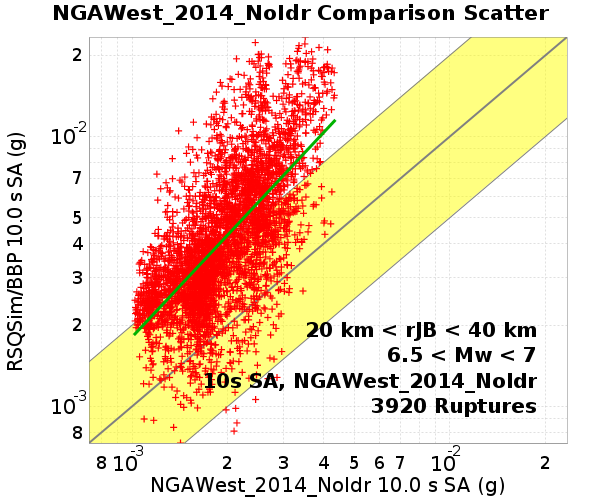 NGAWest_2014_NoIdr Comparison Scatter
RSQSim/BBP 10.0 s SA (g)
2
10-2
7
5
4
3
2
10-3
8
20 km < rJB < 40 km
6.5 < Mw < 7
10s SA, NGAWest_2014_NoIdr
3920 Ruptures
8 10-3 2 3 4 5 6 7 10-2 2
NGAWest_2014_NoIdr 10.0 s SA (g)